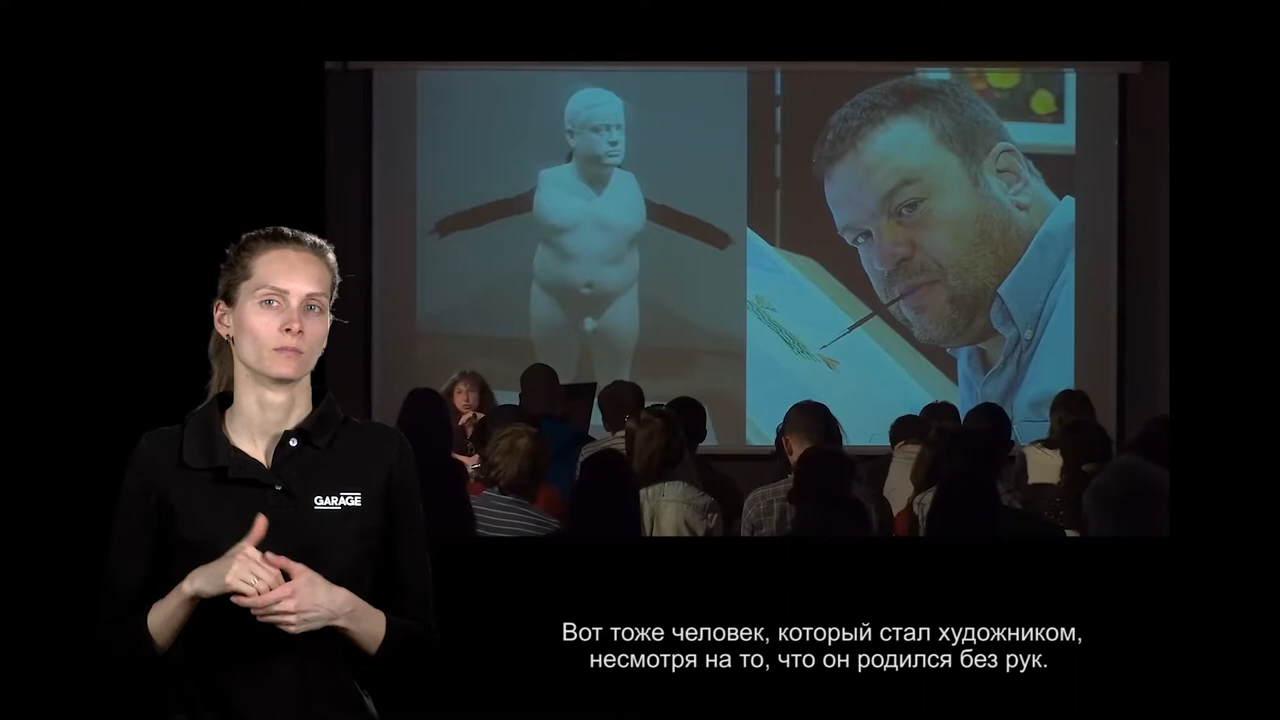 GARAGE
Вот тоже человек, который стал художником,
несмотря на то, что он родился без рук.